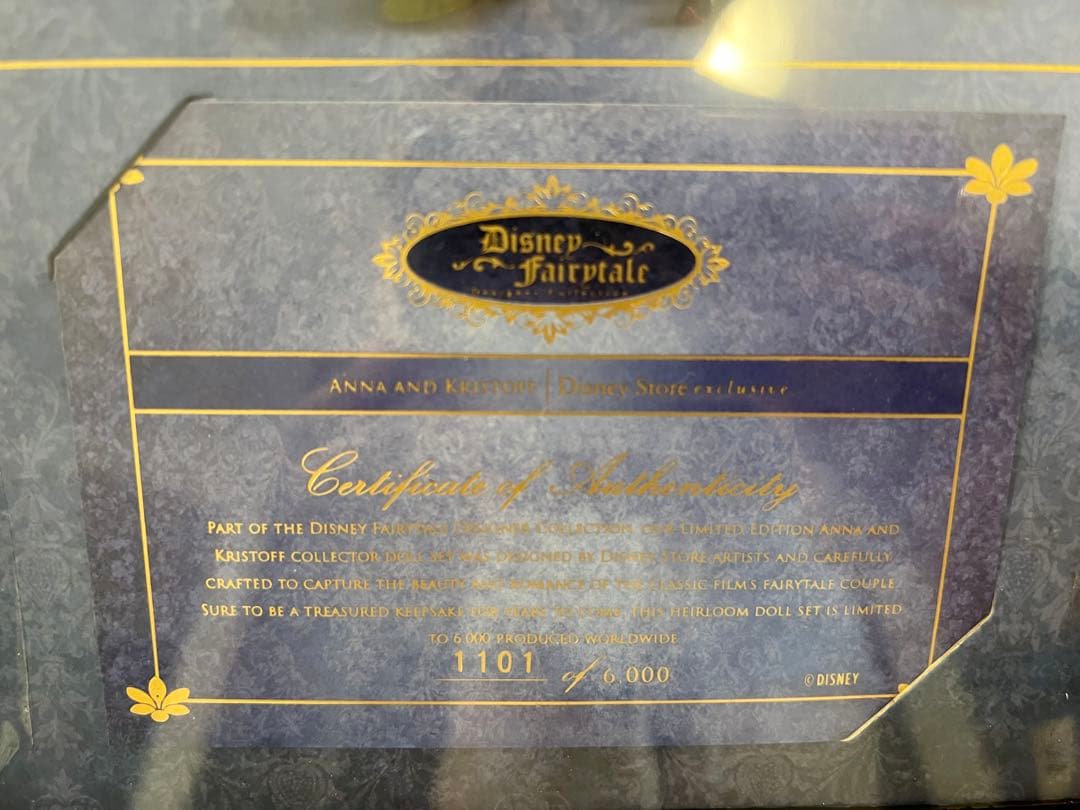 Disney
Fairytale
Designer Collection
ANNA AND KRISTOFF | Disney Store exclusive
Certificate of Authenticity
PART OF THE DISNEY FAIRYTALE DESIGNER COLLECTION, OUR LIMITED EDITION ANNA AND
KRISTOFF COLLECTOR DOLL SET WAS DESIGNED BY DISNEY STORE ARTISTS AND CAREFULLY
CRAFTED TO CAPTURE THE BEAUTY AND ROMANCE OF THE CLASSIC FILM'S FAIRYTALE COUPLE.
SURE TO BE A TREASURED KEEPSAKE FOR YEARS TO COME, THIS HEIRLOOM DOLL SET IS LIMITED
TO 6,000 PRODUCED WORLDWIDE
1101 of 6,000
©DISNEY